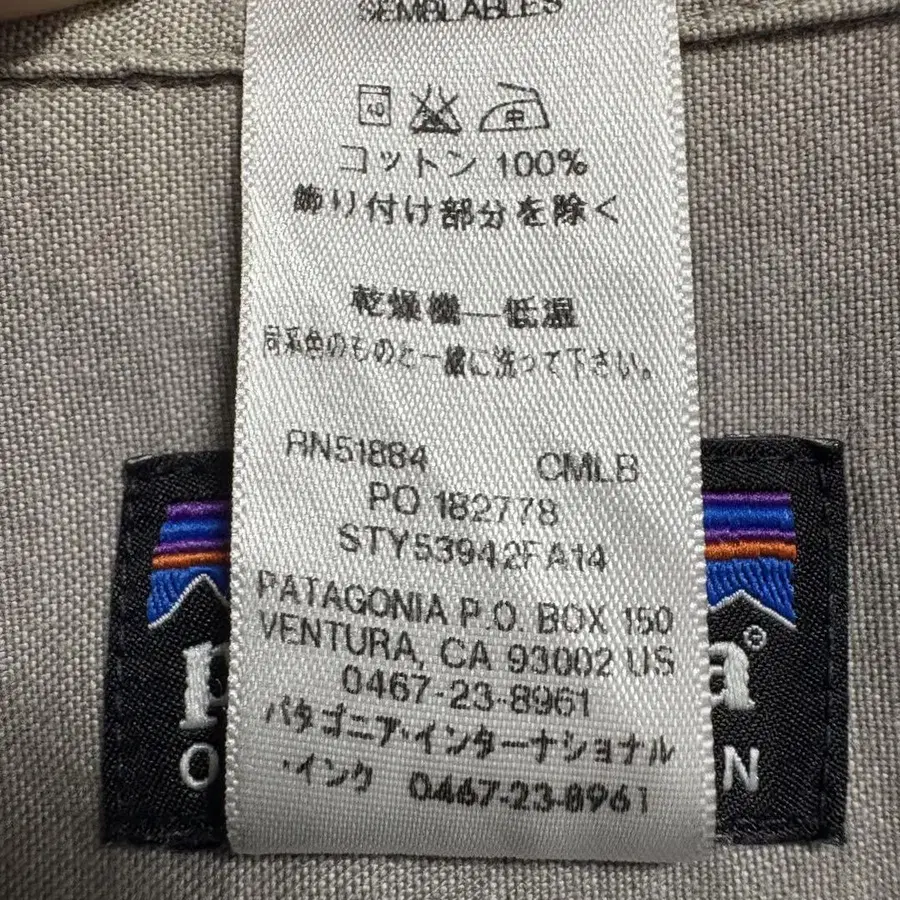 SEMBLABLES
40
中
コットン 100%
飾り付け部分を除く
乾燥機—低温
同系色のものと一緒に洗って下さい。
RN51884 CMLB
PO 182778
STY53942FA14
PATAGONIA P.O. BOX 150
VENTURA, CA 93002 US
0467-23-8961
パタゴニア・インターナショナル
・インク 0467-23-8961
p a®
O N